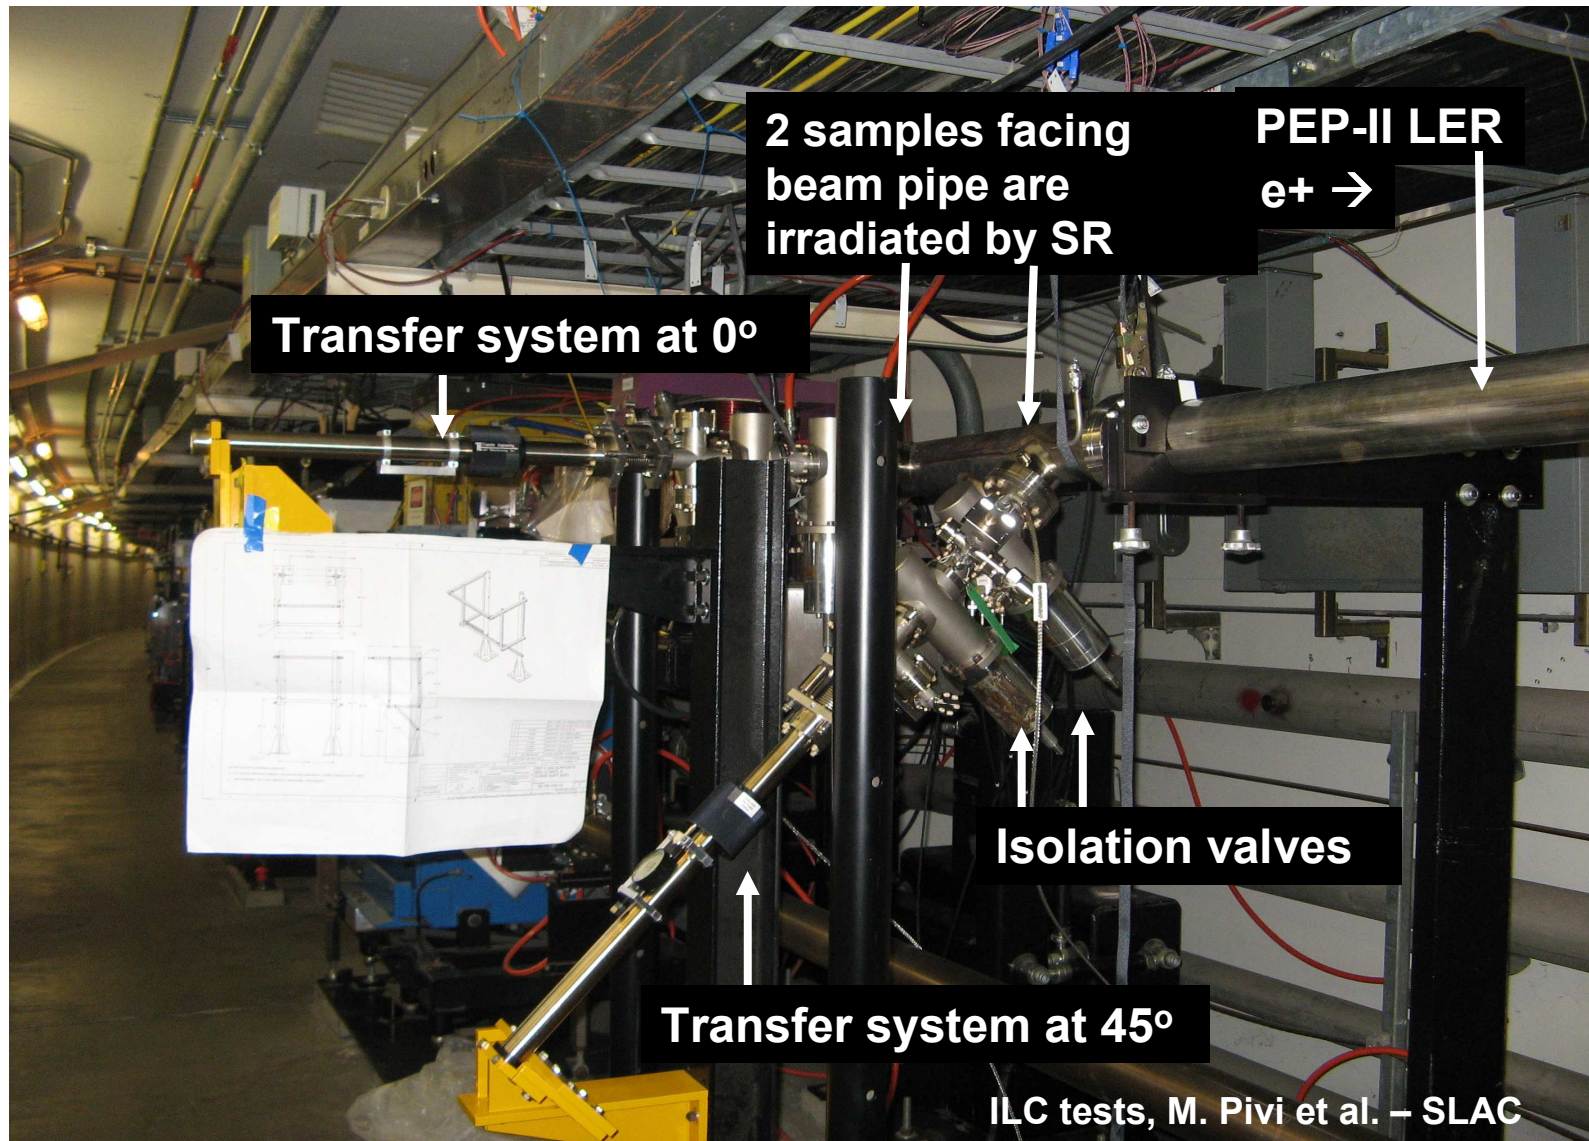 2 samples facing
beam pipe are
irradiated by SR
PEP-II LER
e+ →
Transfer system at 0º
Isolation valves
Transfer system at 45º
ILC tests, M. Pivi et al. – SLAC